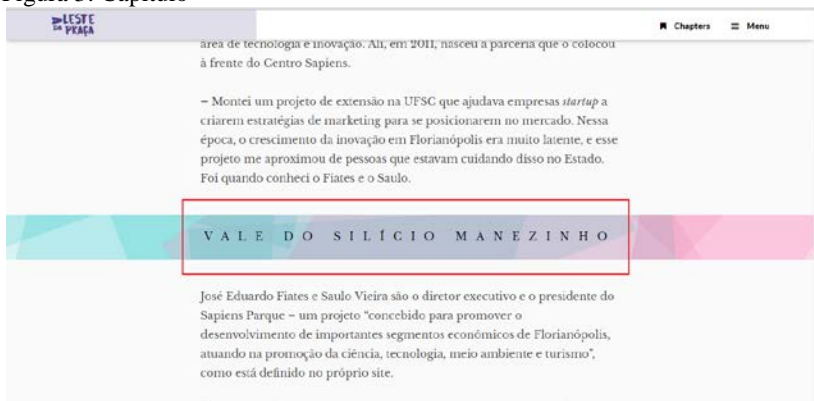 Figura 5: Capítulo
LESTE
DA PRAÇA
Chapters
Menu
área de tecnologia e inovação. Ali, em 2011, nasceu a parceria que o colocou
à frente do Centro Sapiens.
– Montei um projeto de extensão na UFSC que ajudava empresas startup a
criarem estratégias de marketing para se posicionarem no mercado. Nessa
época, o crescimento da inovação em Florianópolis era muito latente, e esse
projeto me aproximou de pessoas que estavam cuidando disso no Estado.
Foi quando conheci o Fiates e o Saulo.
VALE DO SILÍCIO MANEZINHO
José Eduardo Fiates e Saulo Vieira são o diretor executivo e o presidente do
Sapiens Parque – um projeto “concebido para promover o
desenvolvimento de importantes segmentos econômicos de Florianópolis,
atuando na promoção da ciência, tecnologia, meio ambiente e turismo”,
como está definido no próprio site.